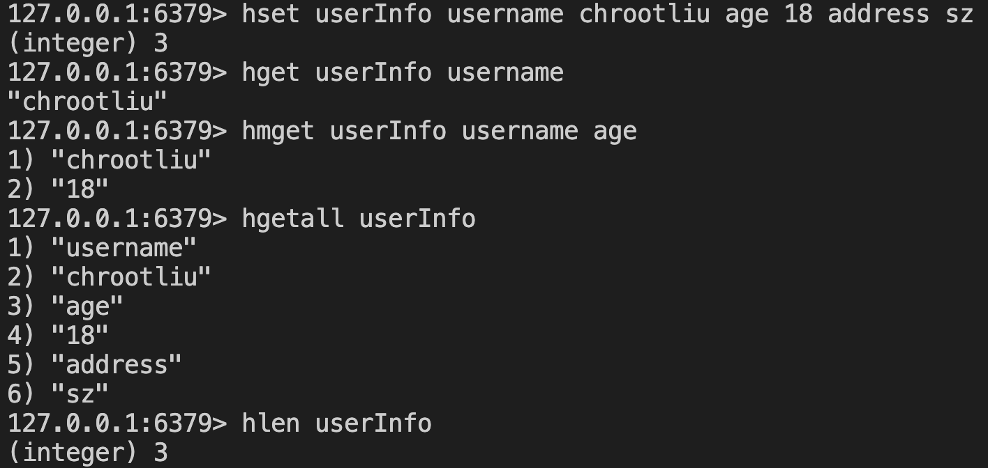 127.0.0.1:6379> hset userInfo username chrootliu age 18 address sz
(integer) 3
127.0.0.1:6379> hget userInfo username
"chrootliu"
127.0.0.1:6379> hmget userInfo username age
1) "chrootliu"
2) "18"
127.0.0.1:6379> hgetall userInfo
1) "username"
2) "chrootliu"
3) "age"
4) "18"
5) "address"
6) "sz"
127.0.0.1:6379> hlen userInfo
(integer) 3